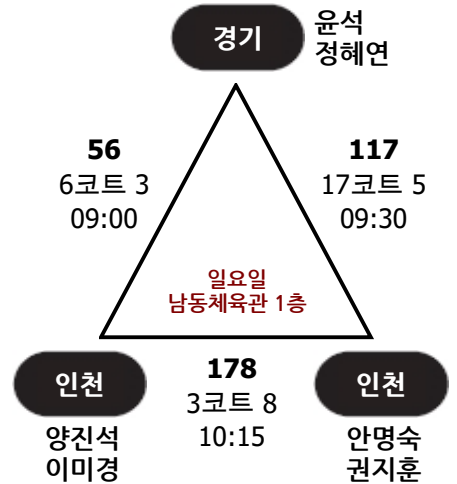 경기
윤석
정혜연
56
6코트 3
09:00
117
17코트 5
09:30
일요일
남동체육관 1층
인천
양진석
이미경
178
3코트 8
10:15
인천
안명숙
권지훈